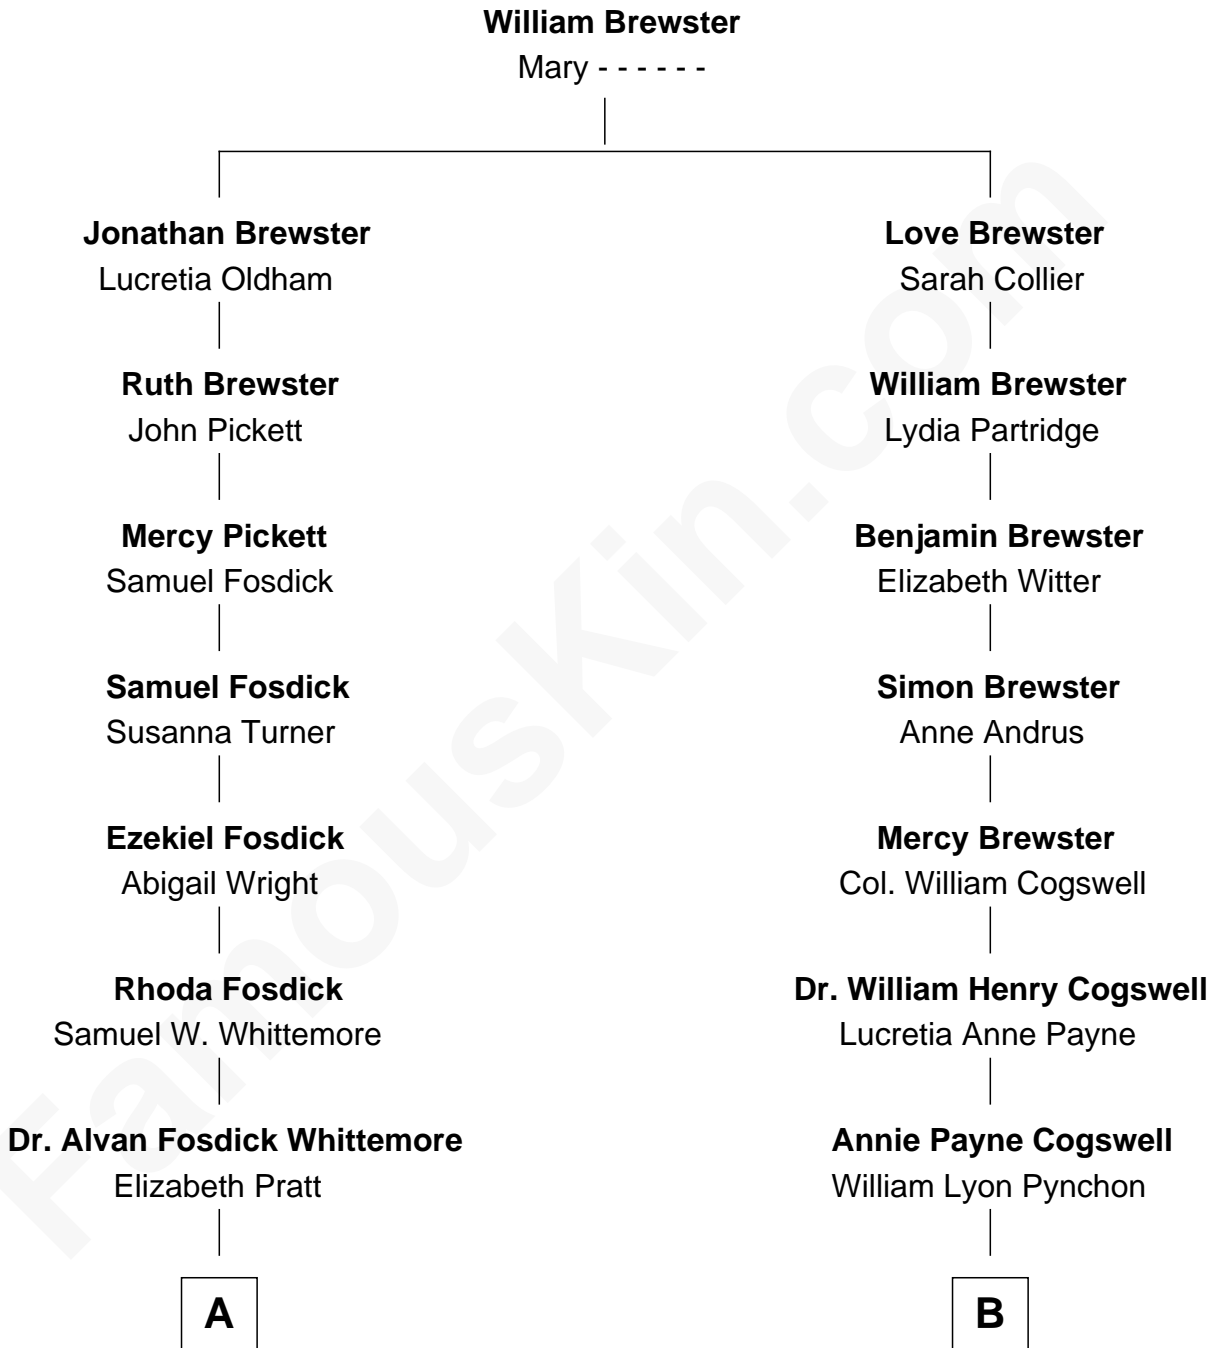 William Brewster
Mary - - - - - -
Jonathan Brewster
Lucretia Oldham
Love Brewster
Sarah Collier
Ruth Brewster
John Pickett
William Brewster
Lydia Partridge
Mercy Pickett
Samuel Fosdick
Benjamin Brewster
Elizabeth Witter
Samuel Fosdick
Susanna Turner
Simon Brewster
Anne Andrus
Ezekiel Fosdick
Abigail Wright
Mercy Brewster
Col. William Cogswell
Rhoda Fosdick
Samuel W. Whittemore
Dr. William Henry Cogswell
Lucretia Anne Payne
Dr. Alvan Fosdick Whittemore
Elizabeth Pratt
Annie Payne Cogswell
William Lyon Pynchon
A
B
FamousKin.com